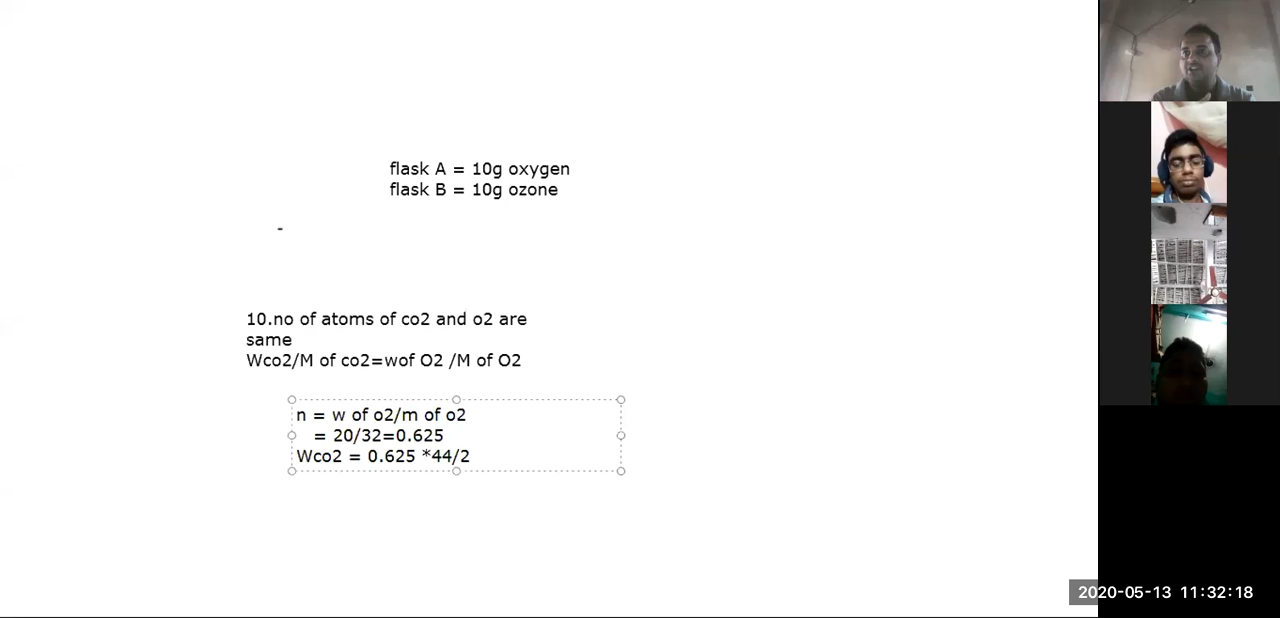 flask A = 10g oxygen
flask B = 10g ozone
-
10.no of atoms of co2 and o2 are
same
Wco2/M of co2=wof O2 /M of O2
n = w of o2/m of o2
= 20/32=0.625
Wco2 = 0.625 *44/2
2020-05-13 11:32:18